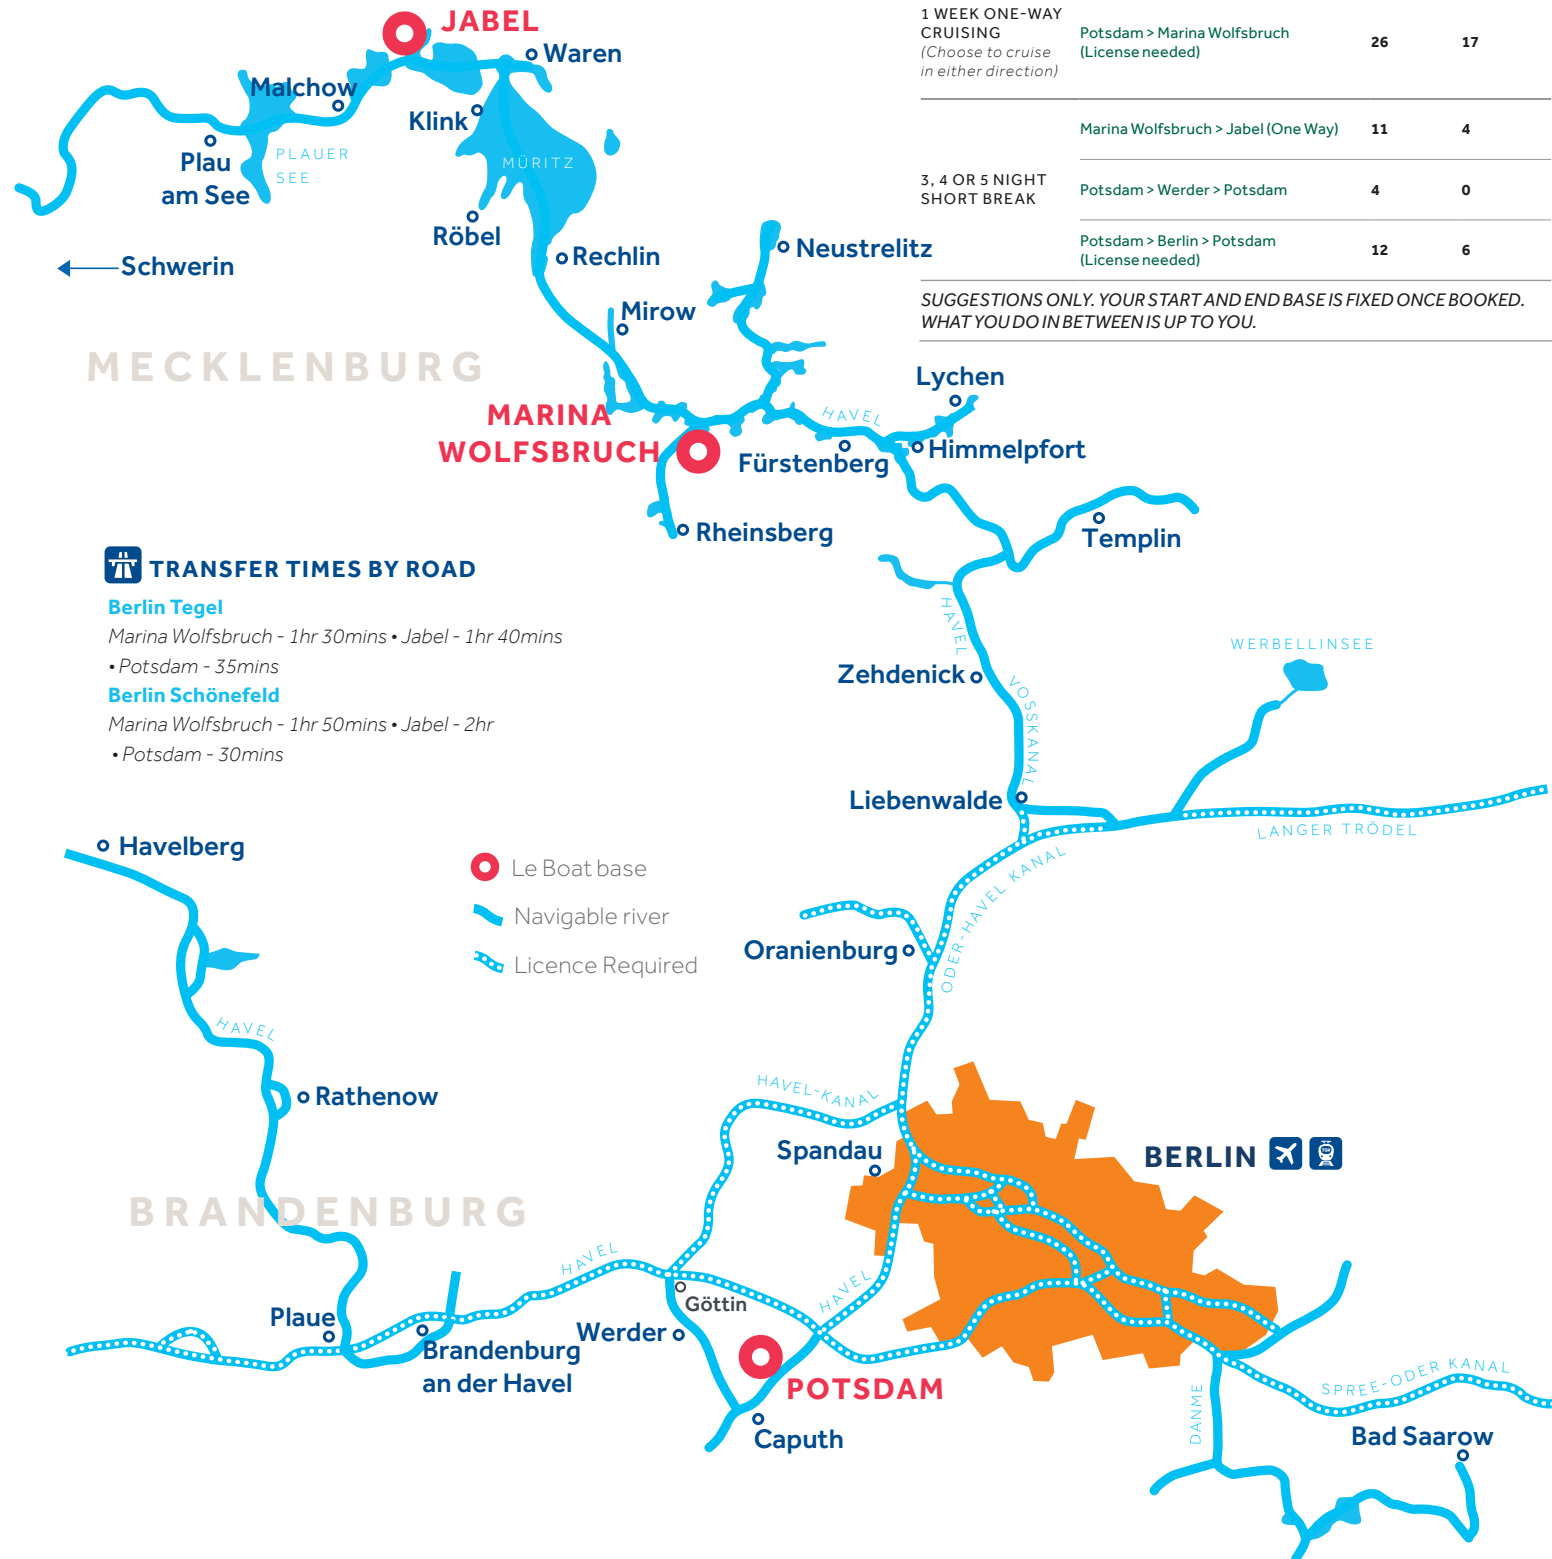 JABEL
Waren
Malchow
Klink
Plau
am See
PLAUER
SEE
MÜRITZ
Röbel
Rechlin
Schwerin
Neustrelitz
Mirow
MECKLENBURG
1 WEEK ONE-WAY
CRUISING
(Choose to cruise
in either direction)
Potsdam > Marina Wolfsbruch
(License needed)
26
17
3, 4 OR 5 NIGHT
SHORT BREAK
Marina Wolfsbruch > Jabel (One Way)
11
4
Potsdam > Werder > Potsdam
4
0
Potsdam > Berlin > Potsdam
(License needed)
12
6
SUGGESTIONS ONLY. YOUR START AND END BASE IS FIXED ONCE BOOKED.
WHAT YOU DO IN BETWEEN IS UP TO YOU.
MARINA
WOLFSBRUCH
HAVEL
Lychen
Himmelpfort
Fürstenberg
Rheinsberg
Templin
TRANSFER TIMES BY ROAD
Berlin Tegel
Marina Wolfsbruch - 1hr 30mins • Jabel - 1hr 40mins
• Potsdam - 35mins
Berlin Schönefeld
Marina Wolfsbruch - 1hr 50mins • Jabel - 2hr
• Potsdam - 30mins
HAVEL
Zehdenick
VOSSKANAL
WERBELLINSEE
Liebenwalde
LANGER TRÖDEL
ODER-HAVEL KANAL
Oranienburg
Havelberg
Le Boat base
Navigable river
Licence Required
HAVEL
Rathenow
HAVEL-KANAL
Spandau
BERLIN
BRANDENBURG
HAVEL
Göttin
HAVEL
Plaue
Brandenburg
an der Havel
Werder
POTSDAM
Caputh
DANME
SPREE-ODER KANAL
Bad Saarow